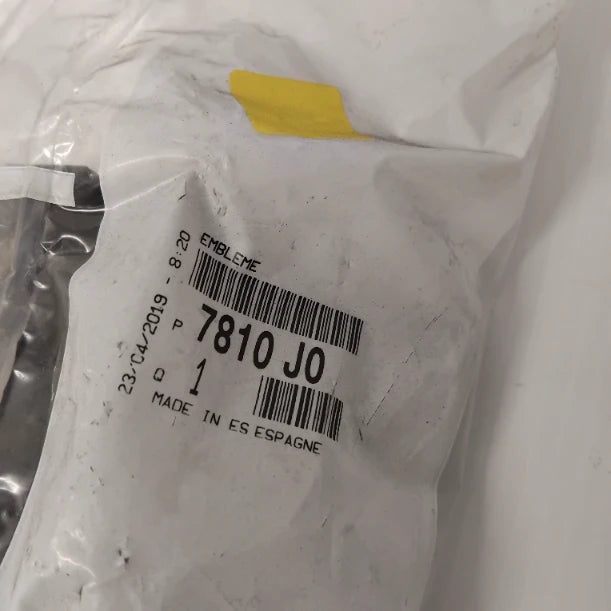 EMBLEME
P 7810 J0
Q 1
MADE IN ES ESPAGNE
23/04/2019 - 8:20